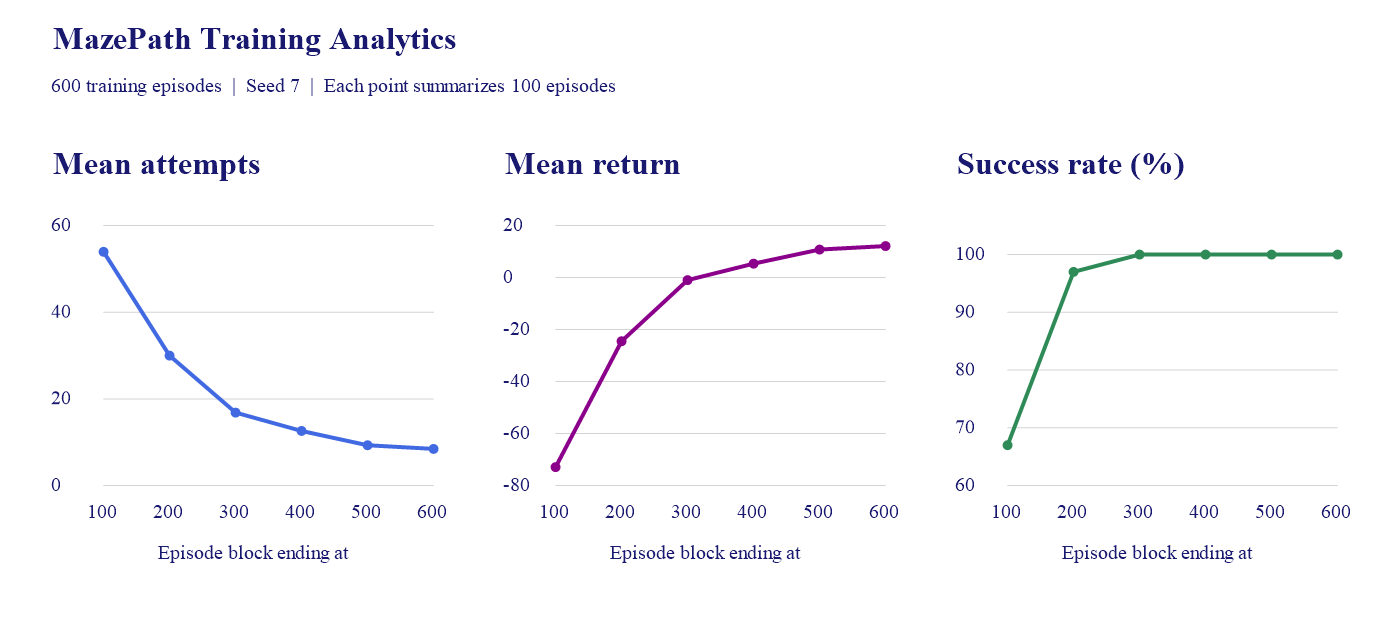 MazePath Training Analytics
600 training episodes | Seed 7 | Each point summarizes 100 episodes
Mean attempts
60
40
20
0
100 200 300 400 500 600
Episode block ending at
Mean return
20
0
-20
-40
-60
-80
100 200 300 400 500 600
Episode block ending at
Success rate (%)
100
90
80
70
60
100 200 300 400 500 600
Episode block ending at